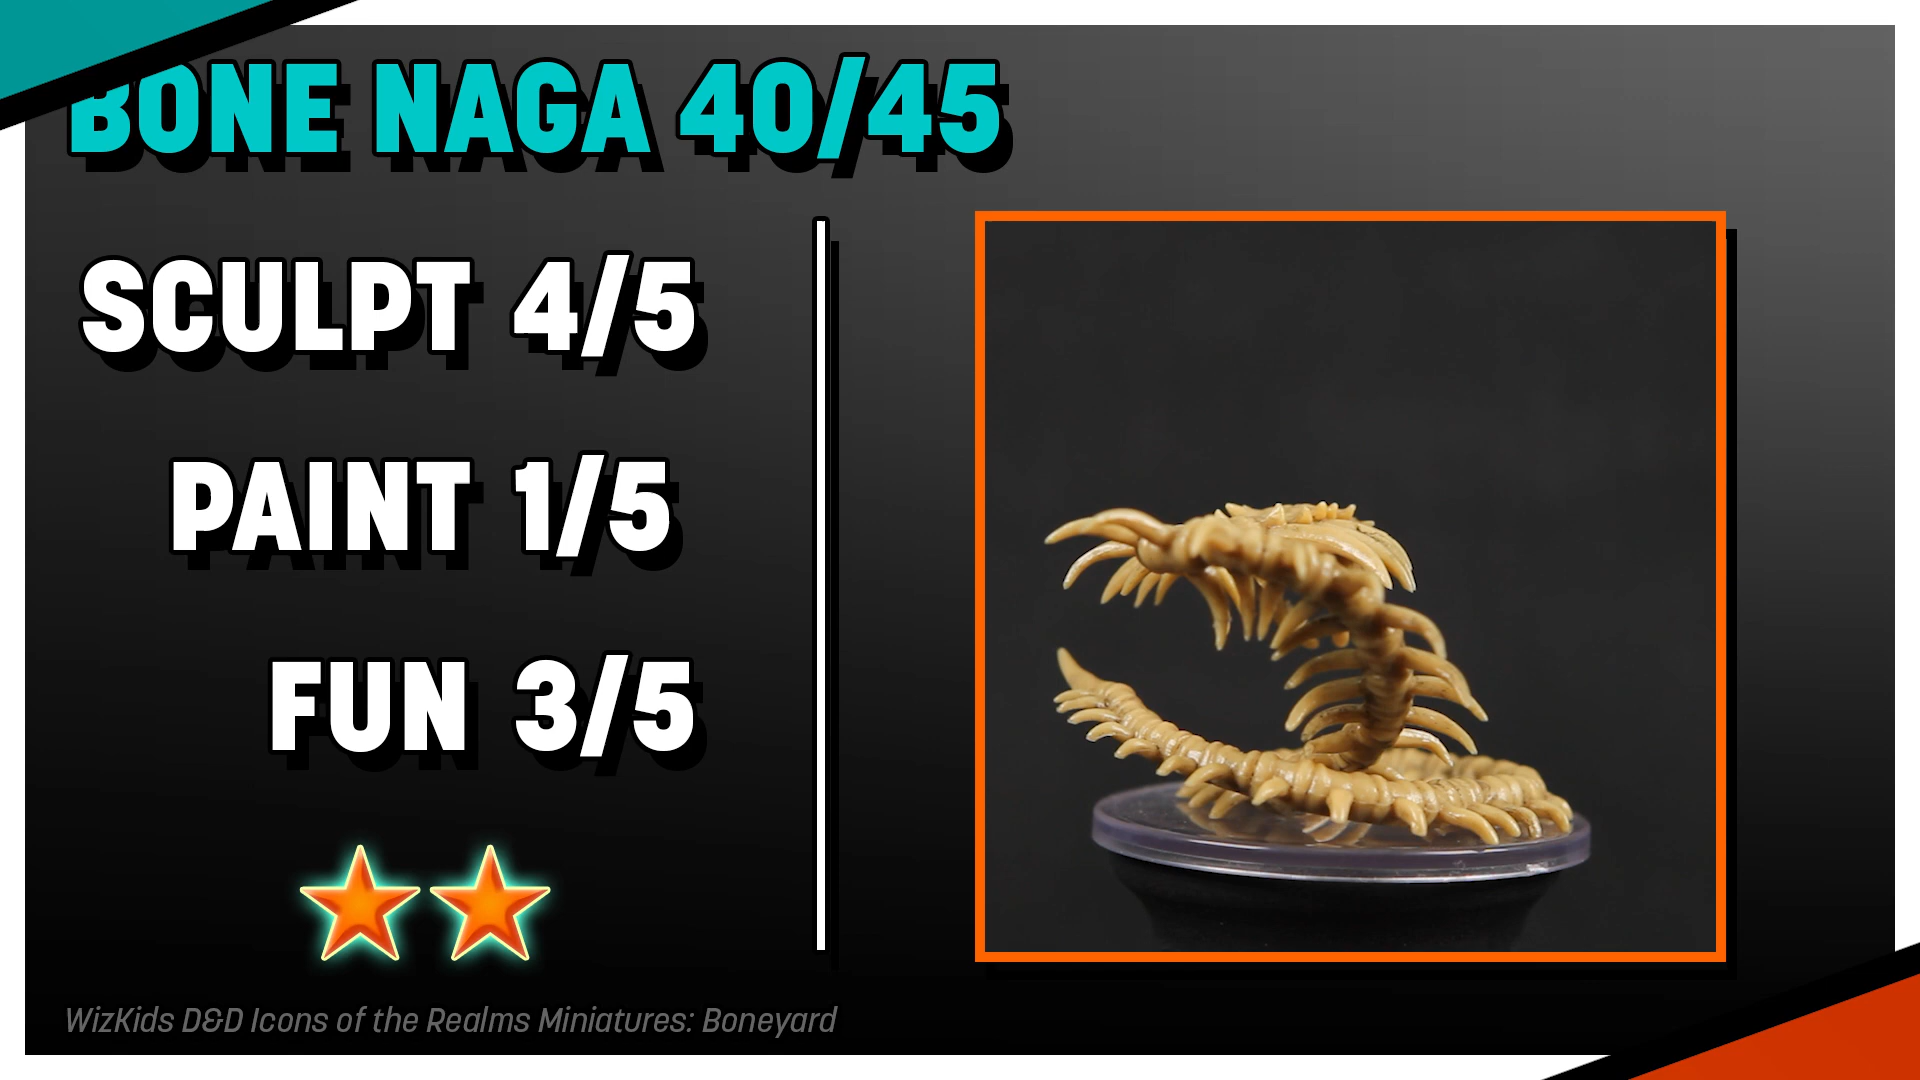 BONE NAGA 40/45
SCULPT 4/5
PAINT 1/5
FUN 3/5
WizKids D&D Icons of the Realms Miniatures: Boneyard